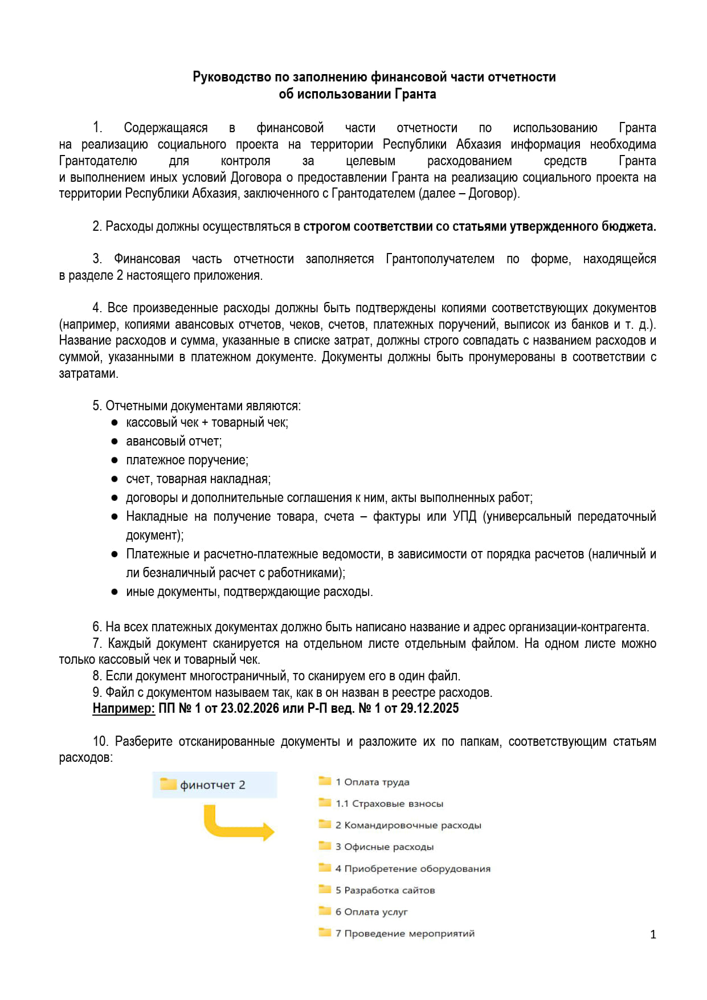 Руководство по заполнению финансовой части отчетности
об использовании Гранта
1. Содержащаяся в финансовой части отчетности по использованию Гранта
на реализацию социального проекта на территории Республики Абхазия информация необходима
Грантодателю для контроля за целевым расходованием средств Гранта
и выполнением иных условий Договора о предоставлении Гранта на реализацию социального проекта на
территории Республики Абхазия, заключенного с Грантодателем (далее – Договор).
2. Расходы должны осуществляться в строгом соответствии со статьями утвержденного бюджета.
3. Финансовая часть отчетности заполняется Грантополучателем по форме, находящейся
в разделе 2 настоящего приложения.
4. Все произведенные расходы должны быть подтверждены копиями соответствующих документов
(например, копиями авансовых отчетов, чеков, счетов, платежных поручений, выписок из банков и т. д.).
Название расходов и сумма, указанные в списке затрат, должны строго совпадать с названием расходов и
суммой, указанными в платежном документе. Документы должны быть пронумерованы в соответствии с
затратами.
5. Отчетными документами являются:
● кассовый чек + товарный чек;
● авансовый отчет;
● платежное поручение;
● счет, товарная накладная;
● договоры и дополнительные соглашения к ним, акты выполненных работ;
● Накладные на получение товара, счета – фактуры или УПД (универсальный передаточный
документ);
● Платежные и расчетно-платежные ведомости, в зависимости от порядка расчетов (наличный и
ли безналичный расчет с работниками);
● иные документы, подтверждающие расходы.
6. На всех платежных документах должно быть написано название и адрес организации-контрагента.
7. Каждый документ сканируется на отдельном листе отдельным файлом. На одном листе можно
только кассовый чек и товарный чек.
8. Если документ многостраничный, то сканируем его в один файл.
9. Файл с документом называем так, как в он назван в реестре расходов.
Например: ПП № 1 от 23.02.2026 или Р-П вед. № 1 от 29.12.2025
10. Разберите отсканированные документы и разложите их по папкам, соответствующим статьям
расходов:
финотчет 2
1 Оплата труда
1.1 Страховые взносы
2 Командировочные расходы
3 Офисные расходы
4 Приобретение оборудования
5 Разработка сайтов
6 Оплата услуг
7 Проведение мероприятий
1